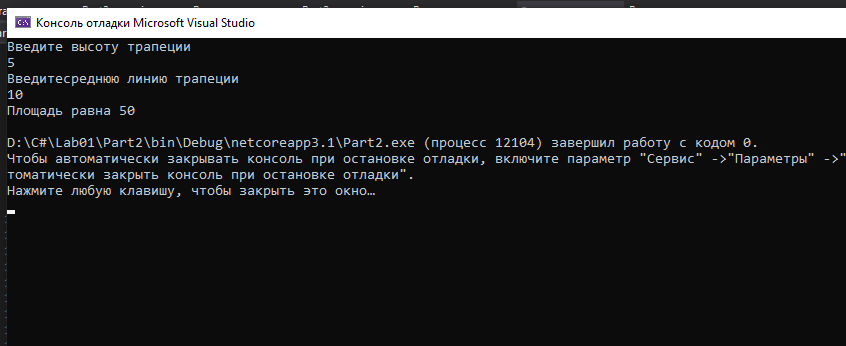 Консоль отладки Microsoft Visual Studio
Введите высоту трапеции
5
Введитесреднюю линию трапеции
10
Площадь равна 50
D:\C#\Lab01\Part2\bin\Debug\netcoreapp3.1\Part2.exe (процесс 12104) завершил работу с кодом 0.
Чтобы автоматически закрывать консоль при остановке отладки, включите параметр "Сервис" ->"Параметры" ->"
томатически закрыть консоль при остановке отладки".
Нажмите любую клавишу, чтобы закрыть это окно…